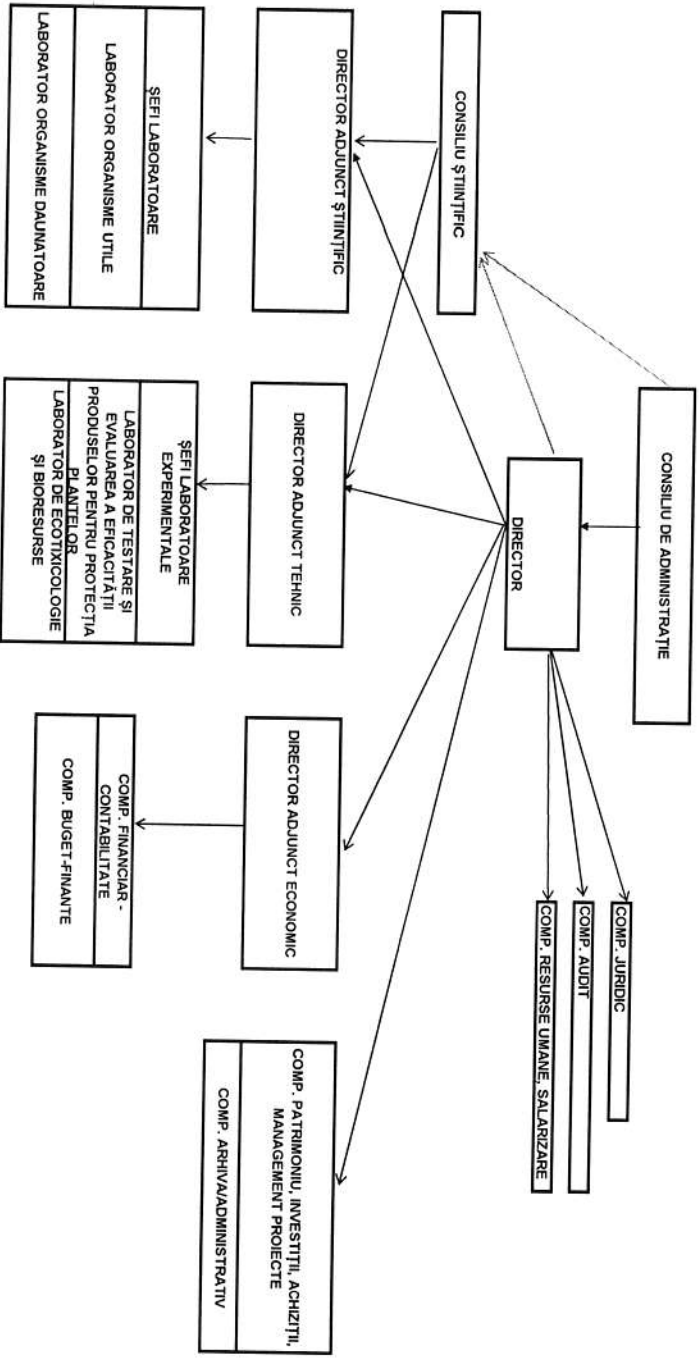 CONSILIU DE ADMINISTRAȚIE
CONSILIU ȘTIINȚIFIC
DIRECTOR
COMP. JURIDIC
COMP. AUDIT
COMP. RESURSE UMANE, SALARIZARE
DIRECTOR ADJUNCT ȘTIINȚIFIC
DIRECTOR ADJUNCT TEHNIC
DIRECTOR ADJUNCT ECONOMIC
COMP. PATRIMONIU, INVESTIȚII, ACHIZIȚII,
MANAGEMENT PROIECTE
COMP. ARHIVA/ADMINISTRATIV
ȘEFI LABORATOARE
LABORATOR ORGANISME UTILE
LABORATOR ORGANISME DAUNATOARE
ȘEFI LABORATOARE
EXPERIMENTALE
LABORATOR DE TESTARE ȘI
EVALUAREA A EFICACITĂȚII
PRODUSELOR PENTRU PROTECȚIA
PLANTELOR
LABORATOR DE ECOTIXICOLOGIE
ȘI BIORESURSE
COMP. FINANCIAR -
CONTABILITATE
COMP. BUGET-FINANTE